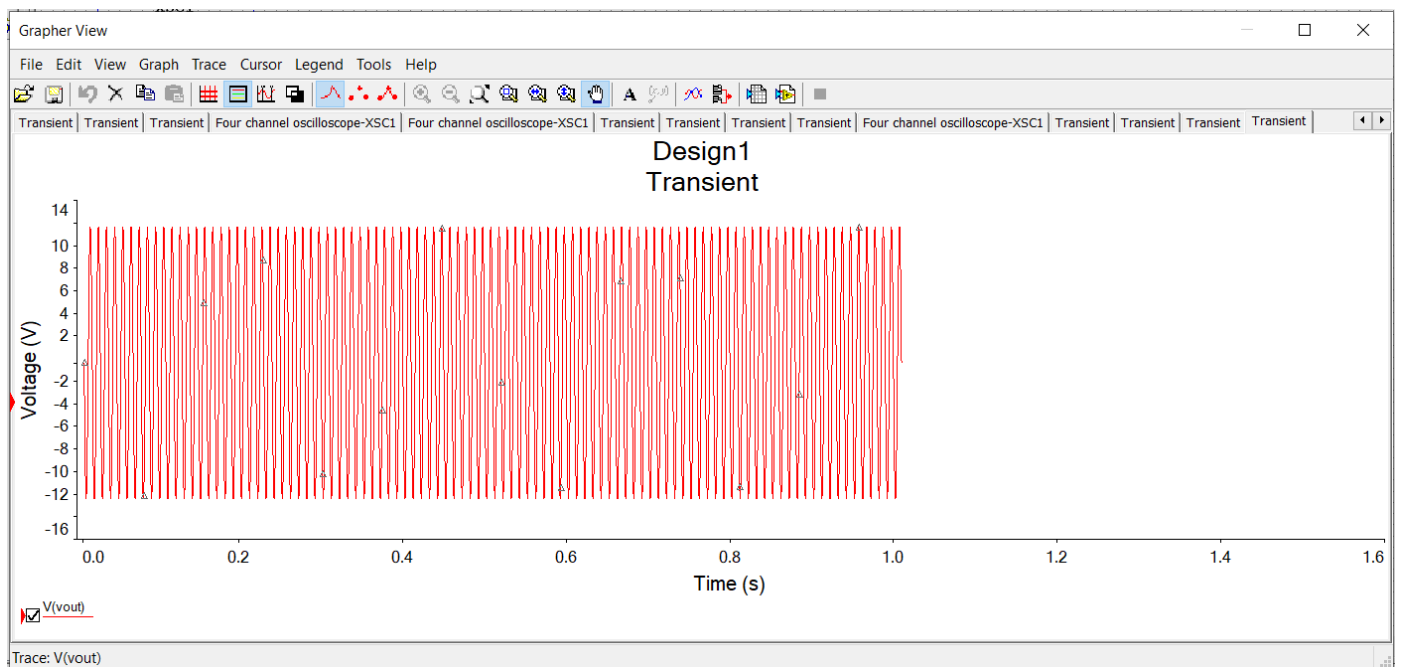 Grapher View
File Edit View Graph Trace Cursor Legend Tools Help
A
Transient Transient Transient Four channel oscilloscope-XSC1 Four channel oscilloscope-XSC1 Transient Transient Transient Transient Four channel oscilloscope-XSC1 Transient Transient Transient Transient
Design1
Transient
14
10
8
6
4
2
-2
-4
-6
-8
-10
-12
-16
Voltage (V)
0.0 0.2 0.4 0.6 0.8 1.0 1.2 1.4 1.6
Time (s)
V(vout)
Trace: V(vout)